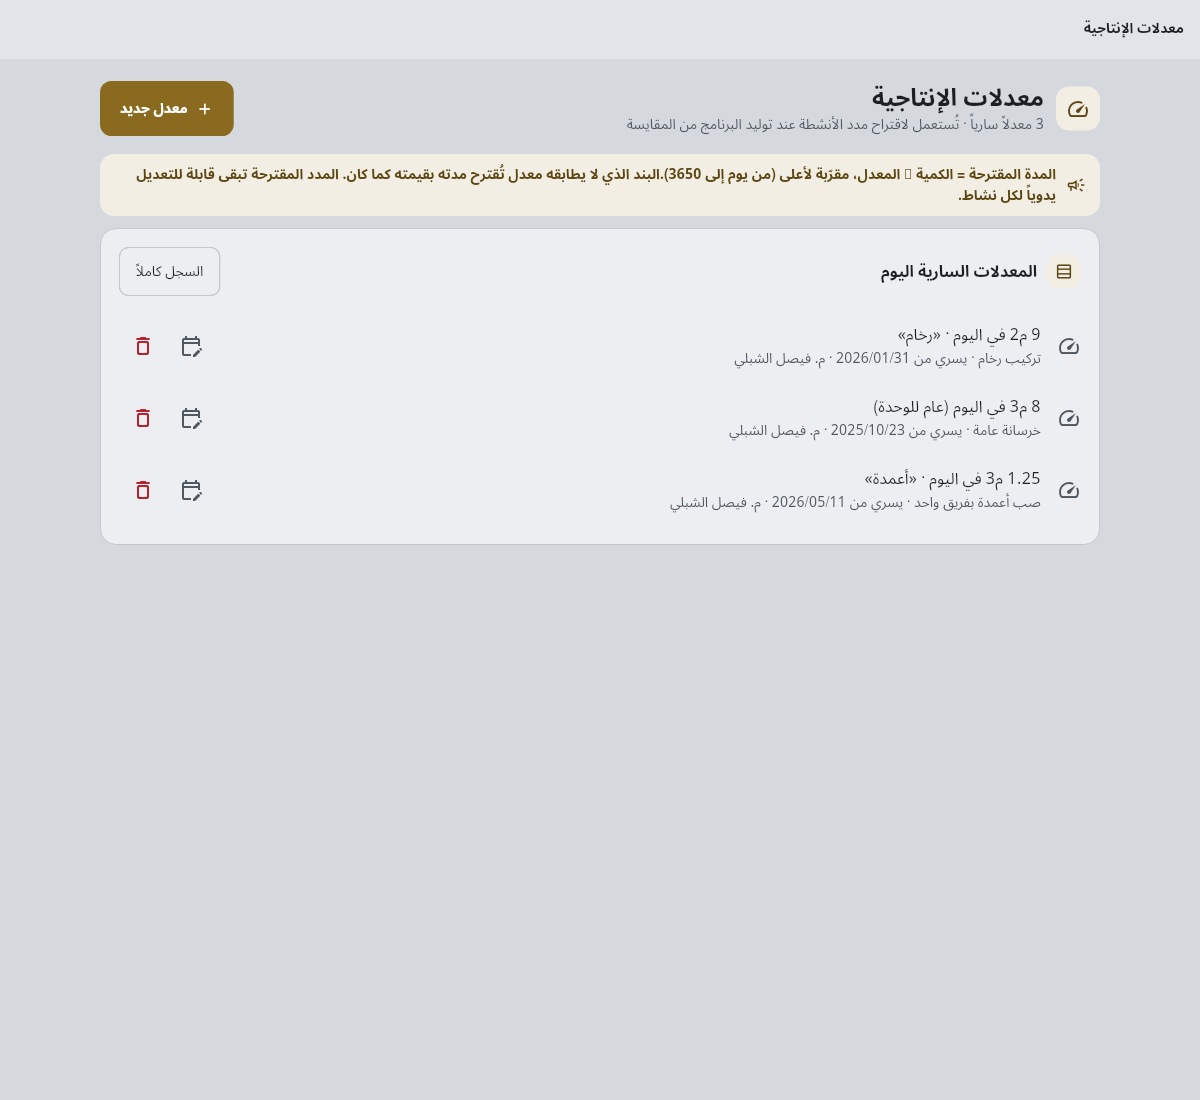 معدلات الإنتاجية
معدلات الإنتاجية
3 معدلاً سارياً · تُستعمل لاقتراح مدد الأنشطة عند توليد البرنامج من المقايسة
+ معدل جديد
المدة المقترحة = الكمية ▯ المعدل، مقرّبة لأعلى (من يوم إلى 3650).البند الذي لا يطابقه معدل تُقترح مدته بقيمته كما كان. المدد المقترحة تبقى قابلة للتعديل
يدوياً لكل نشاط.
المعدلات السارية اليوم
السجل كاملاً
9 م2 في اليوم · «رخام»
تركيب رخام · يسري من 2026/01/31 · م. فيصل الشبلي
8 م3 في اليوم (عام للوحدة)
خرسانة عامة · يسري من 2025/10/23 · م. فيصل الشبلي
1.25 م3 في اليوم · «أعمدة»
صب أعمدة بفريق واحد · يسري من 2026/05/11 · م. فيصل الشبلي